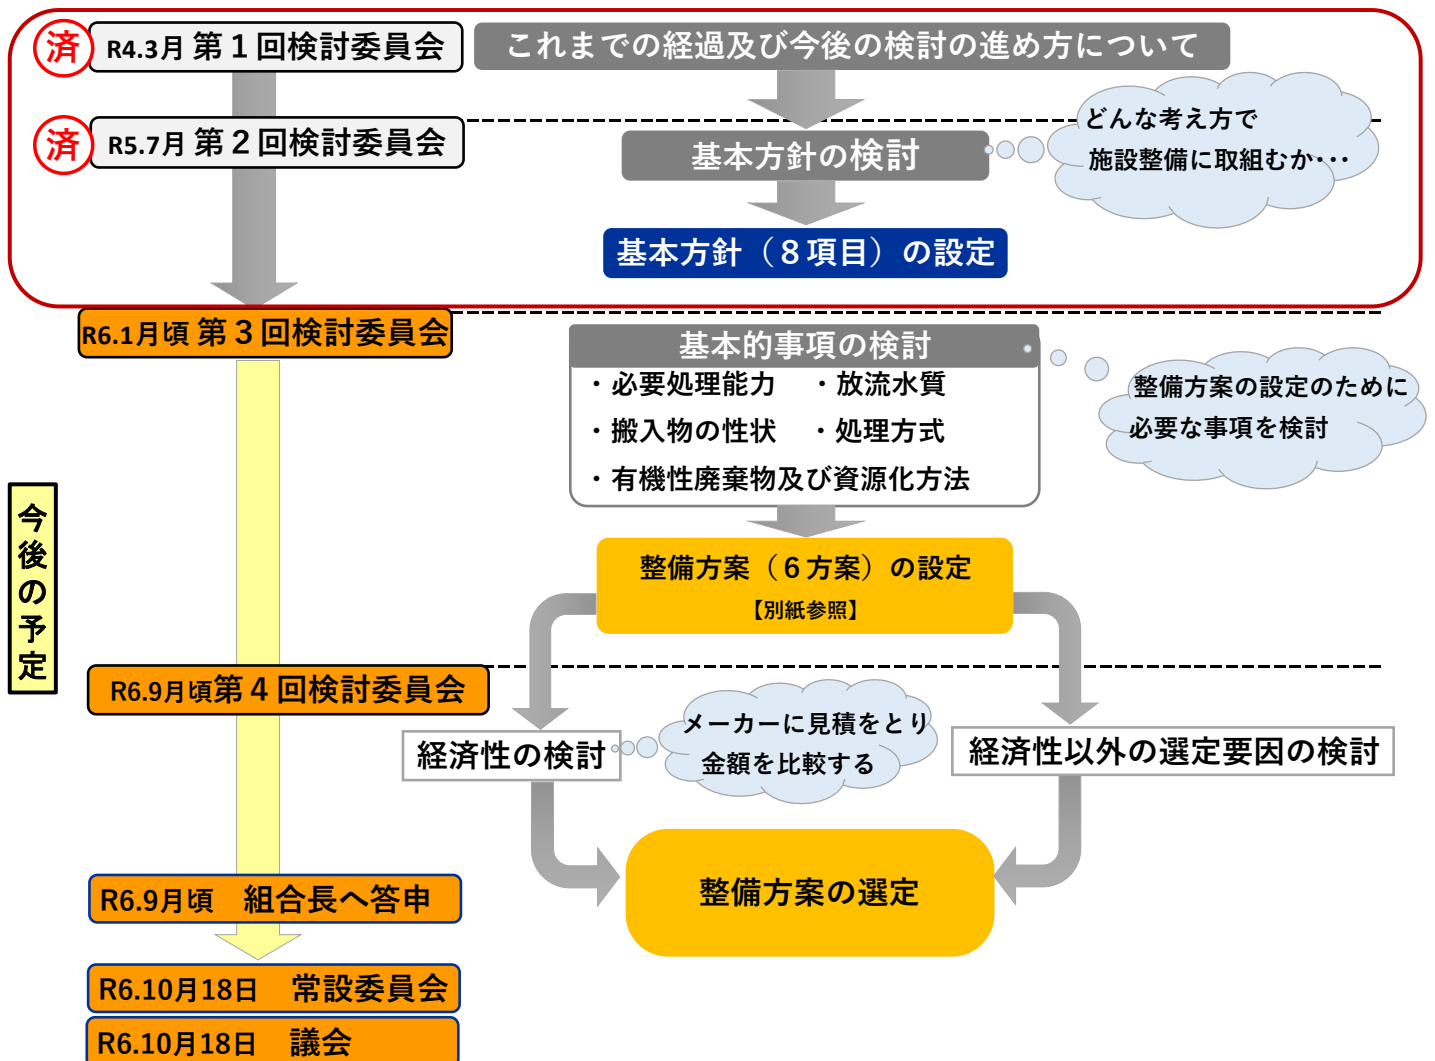 済
R4.3月 第１回検討委員会
これまでの経過及び今後の検討の進め方について
済
R5.7月 第２回検討委員会
基本方針の検討
どんな考え方で
施設整備に取組むか･･･
基本方針（８項目）の設定
R6.1月頃 第３回検討委員会
基本的事項の検討
・必要処理能力　・放流水質
・搬入物の性状　・処理方式
・有機性廃棄物及び資源化方法
整備方案の設定のために
必要な事項を検討
今後の予定
整備方案（６方案）の設定
【別紙参照】
R6.9月頃第４回検討委員会
経済性の検討
メーカーに見積をとり
金額を比較する
経済性以外の選定要因の検討
R6.9月頃　組合長へ答申
整備方案の選定
R6.10月18日　常設委員会
R6.10月18日　議会